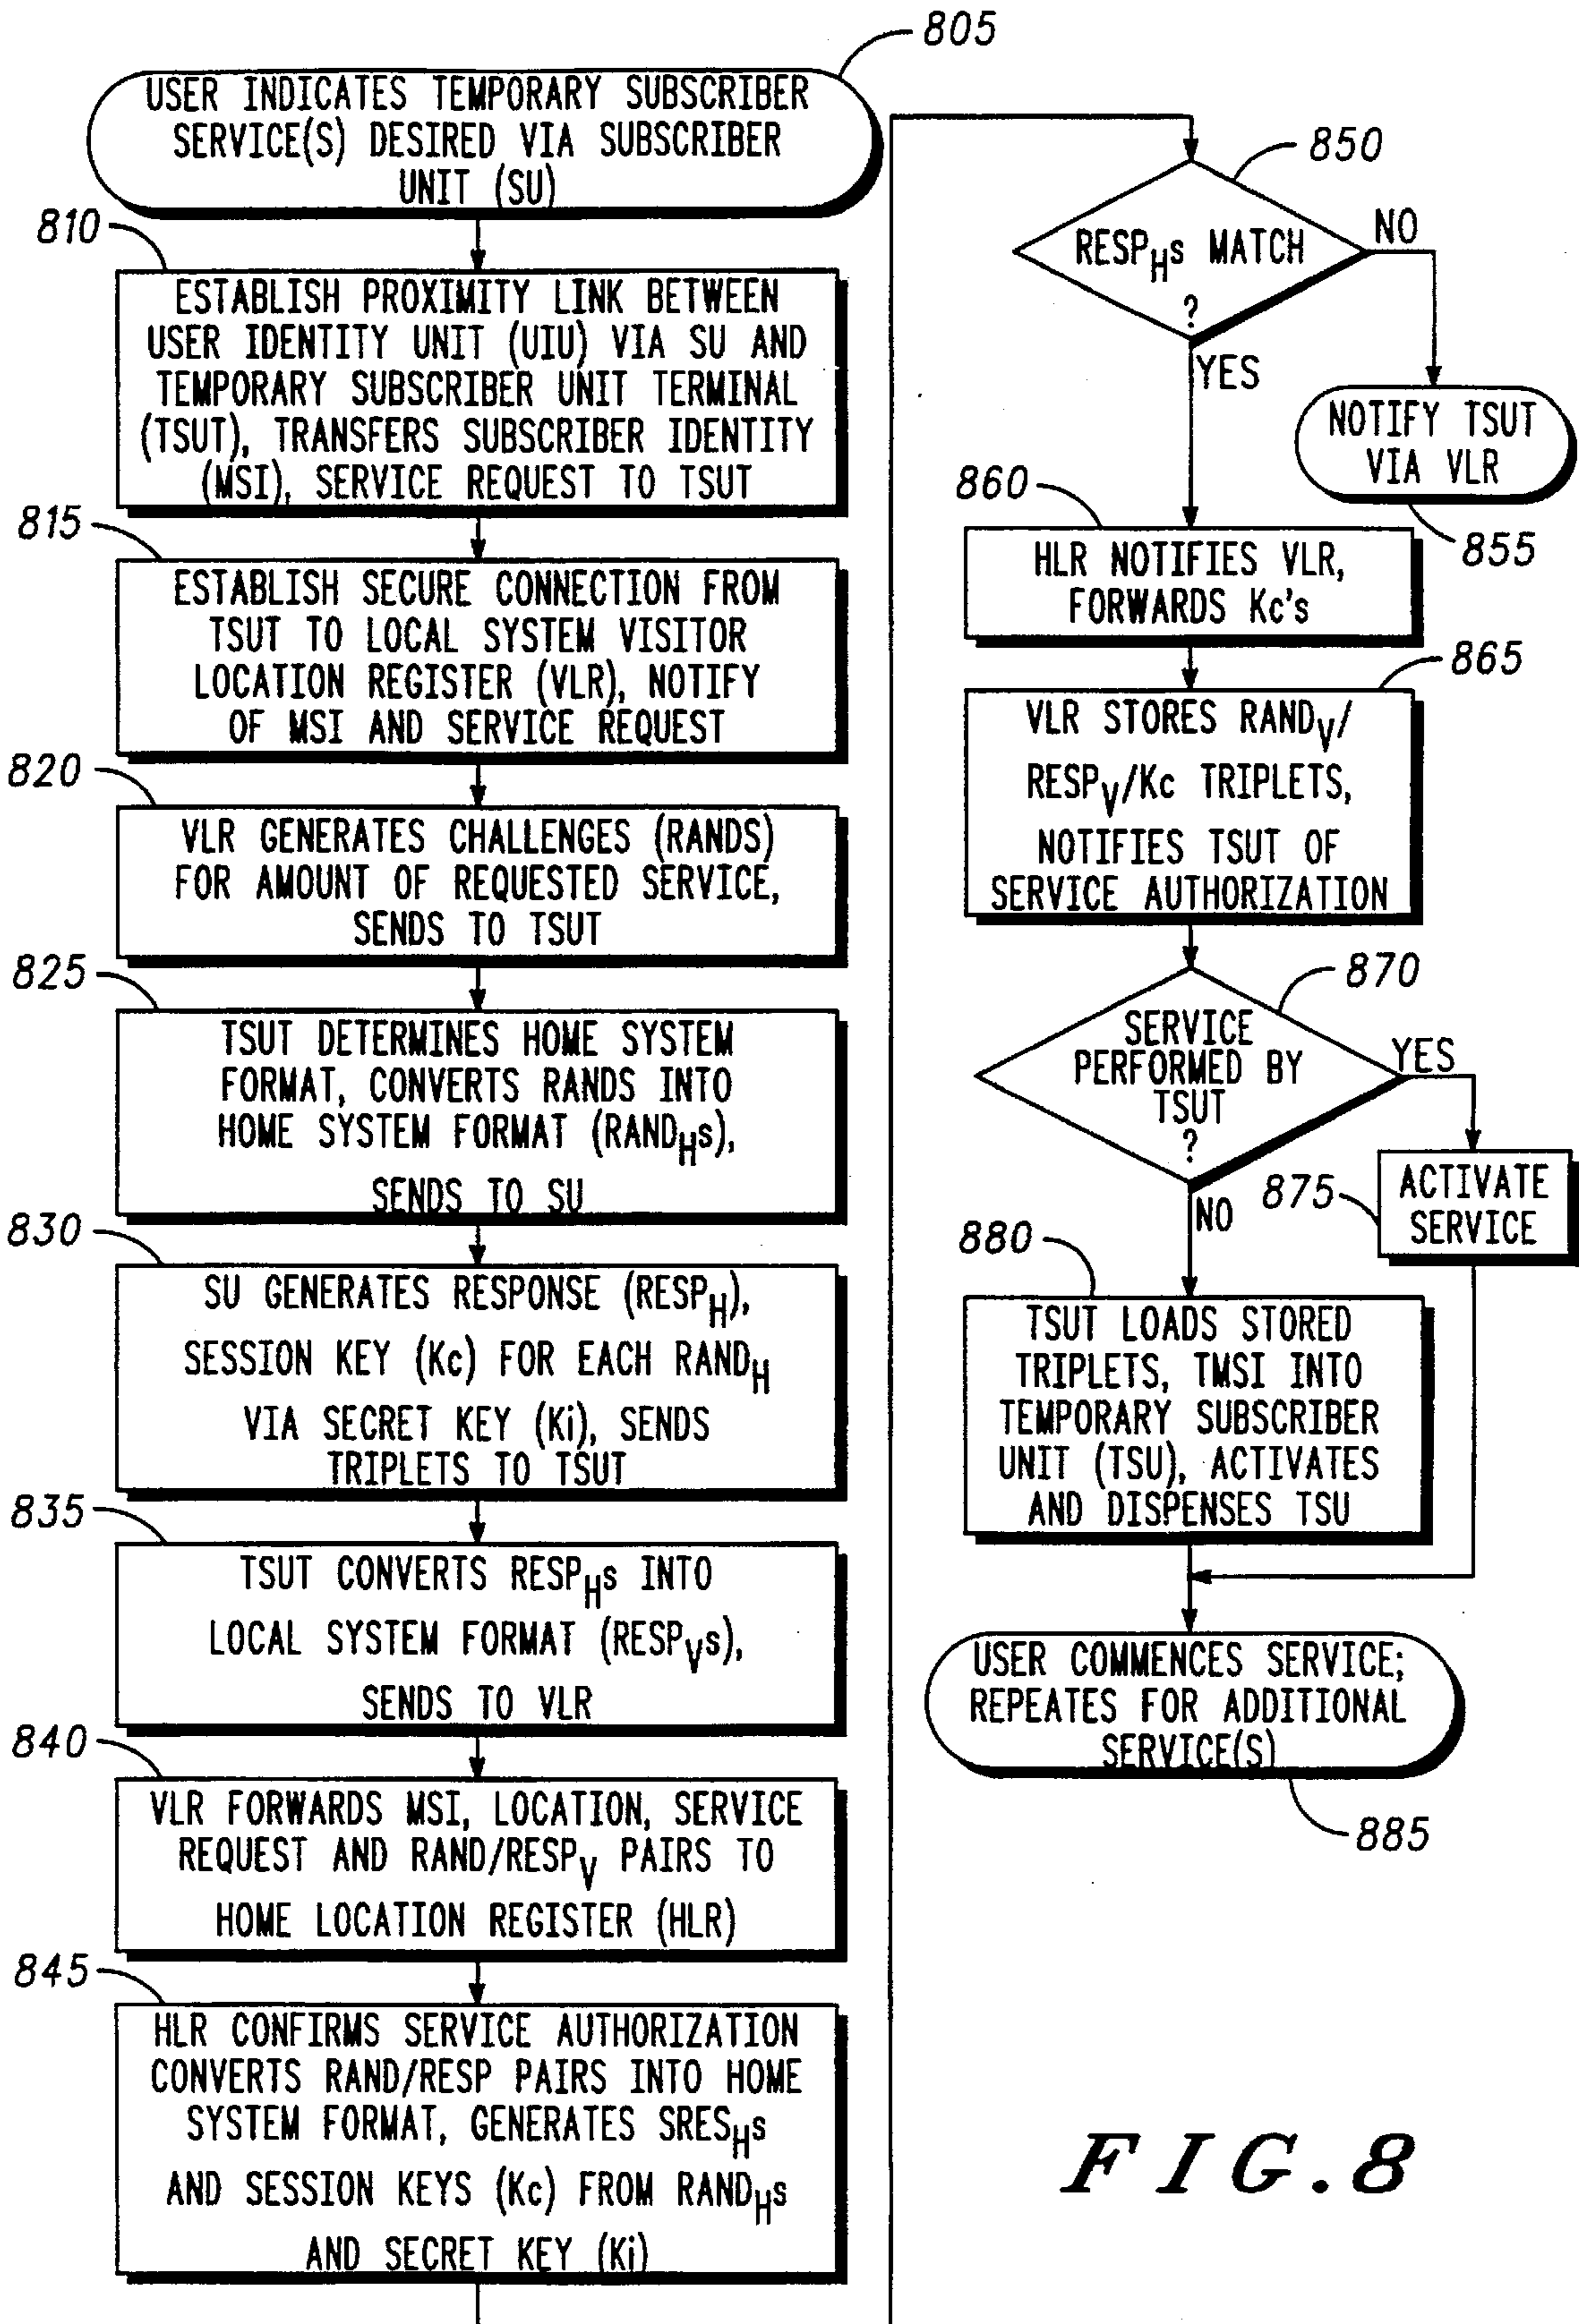 805
USER INDICATES TEMPORARY SUBSCRIBER
SERVICE(S) DESIRED VIA SUBSCRIBER
UNIT (SU)
810
ESTABLISH PROXIMITY LINK BETWEEN
USER IDENTITY UNIT (UIU) VIA SU AND
TEMPORARY SUBSCRIBER UNIT TERMINAL
(TSUT), TRANSFERS SUBSCRIBER IDENTITY
(MSI), SERVICE REQUEST TO TSUT
815
ESTABLISH SECURE CONNECTION FROM
TSUT TO LOCAL SYSTEM VISITOR
LOCATION REGISTER (VLR), NOTIFY
OF MSI AND SERVICE REQUEST
820
VLR GENERATES CHALLENGES (RANDS)
FOR AMOUNT OF REQUESTED SERVICE,
SENDS TO TSUT
825
TSUT DETERMINES HOME SYSTEM
FORMAT, CONVERTS RANDS INTO
HOME SYSTEM FORMAT (RANDHs),
SENDS TO SU
830
SU GENERATES RESPONSE (RESPH),
SESSION KEY (Kc) FOR EACH RANDH
VIA SECRET KEY (Ki), SENDS
TRIPLETS TO TSUT
835
TSUT CONVERTS RESPHs INTO
LOCAL SYSTEM FORMAT (RESPVs),
SENDS TO VLR
840
VLR FORWARDS MSI, LOCATION, SERVICE
REQUEST AND RAND/RESPV PAIRS TO
HOME LOCATION REGISTER (HLR)
845
HLR CONFIRMS SERVICE AUTHORIZATION
CONVERTS RAND/RESP PAIRS INTO HOME
SYSTEM FORMAT, GENERATES SRESHs
AND SESSION KEYS (Kc) FROM RANDHs
AND SECRET KEY (Ki)
850
RESPHs MATCH
?
NO
YES
NOTIFY TSUT
VIA VLR
855
860
HLR NOTIFIES VLR,
FORWARDS Kc's
865
VLR STORES RANDV/
RESPV/Kc TRIPLETS,
NOTIFIES TSUT OF
SERVICE AUTHORIZATION
870
SERVICE
PERFORMED BY
TSUT
?
YES
NO
875
ACTIVATE
SERVICE
880
TSUT LOADS STORED
TRIPLETS, TMSI INTO
TEMPORARY SUBSCRIBER
UNIT (TSU), ACTIVATES
AND DISPENSES TSU
USER COMMENCES SERVICE;
REPEATES FOR ADDITIONAL
SERVICE(S)
885
FIG.8